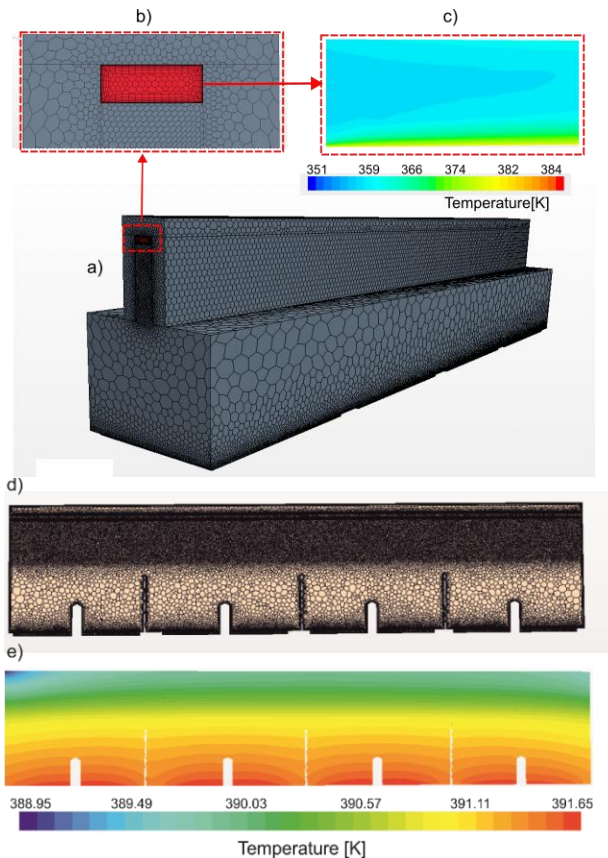 b)
c)
351 359 366 374 382 384
Temperature[K]
a)
d)
e)
388.95 389.49 390.03 390.57 391.11 391.65
Temperature [K]